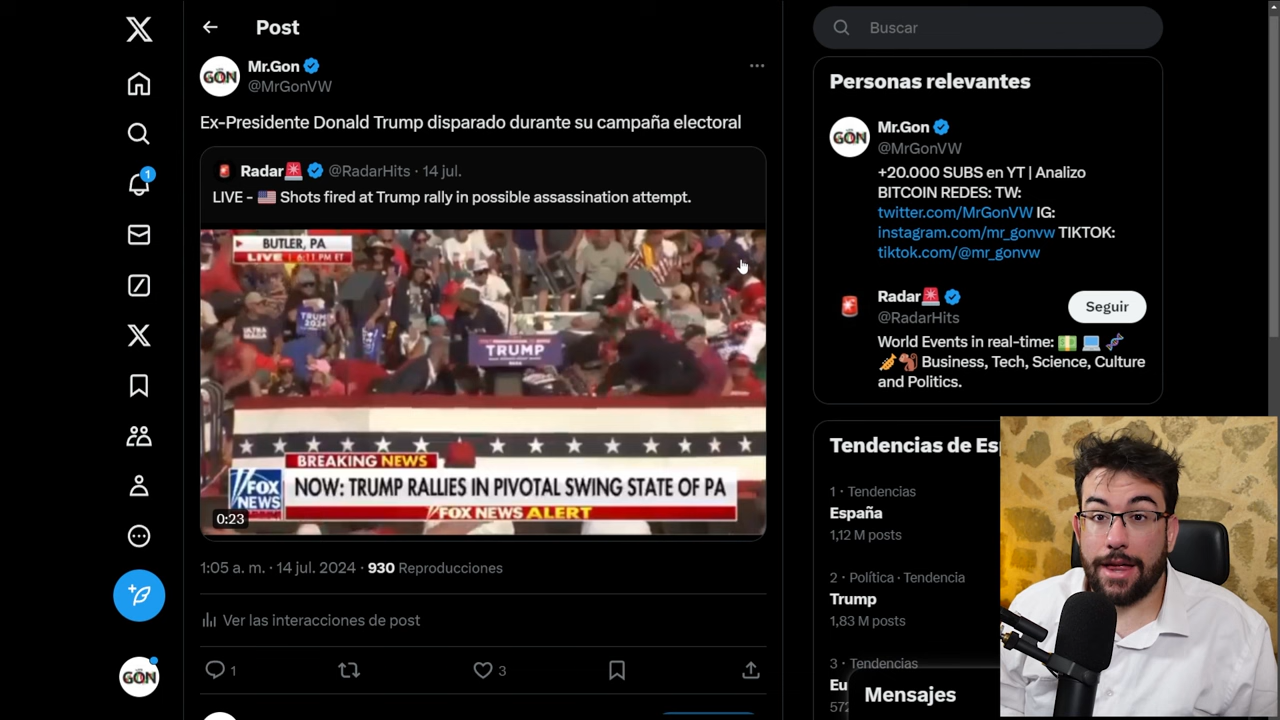 Post
Mr.Gon
@MrGonVW
Ex-Presidente Donald Trump disparado durante su campaña electoral
Radar🚨 @RadarHits · 14 jul.
LIVE - 🇺🇸 Shots fired at Trump rally in possible assassination attempt.
BUTLER, PA
LIVE 6:11 PM ET
ULTRA MAGA
TRUMP 2024
TRUMP
BREAKING NEWS
FOX NEWS
NOW: TRUMP RALLIES IN PIVOTAL SWING STATE OF PA
FOX NEWS ALERT
0:23
1:05 a. m. · 14 jul. 2024 · 930 Reproducciones
Ver las interacciones de post
1
3
GON
Buscar
1
Personas relevantes
GON
Mr.Gon
@MrGonVW
+20.000 SUBS en YT | Analizo
BITCOIN REDES: TW:
twitter.com/MrGonVW IG:
instagram.com/mr_gonvw TIKTOK:
tiktok.com/@mr_gonvw
Radar🚨
@RadarHits
Seguir
World Events in real-time: 💵 💻 🧬
🎺🐿️ Business, Tech, Science, Culture
and Politics.
Tendencias de Es
1 · Tendencias
España
1,12 M posts
2 · Política · Tendencia
Trump
1,83 M posts
3 · Tendencias
Eu
572
Mensajes
GON